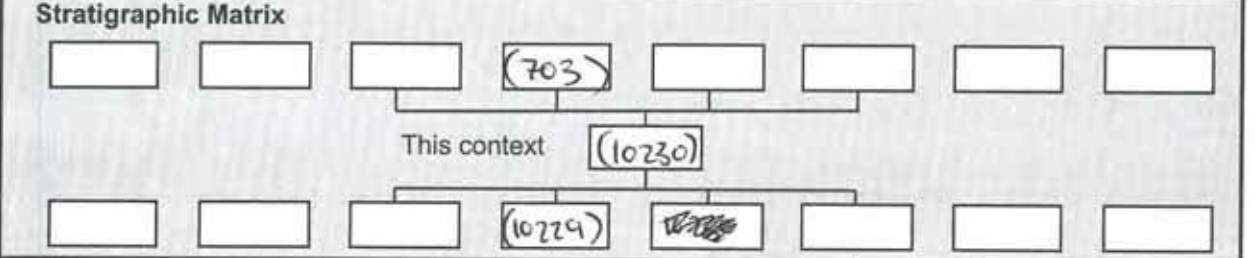 Stratigraphic Matrix
(703)
This context (10230)
(10229)